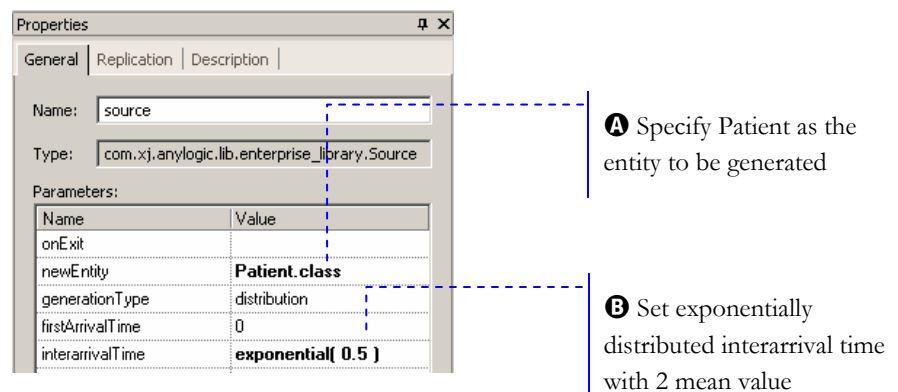 Properties
General Replication Description
Name: source
Type: com.xj.anylogic.lib.enterprise_library.Source
Parameters:
Name Value
onExit
newEntity Patient.class
generationType distribution
firstArrivalTime 0
interarrivalTime exponential( 0.5 )
A Specify Patient as the
entity to be generated
B Set exponentially
distributed interarrival time
with 2 mean value